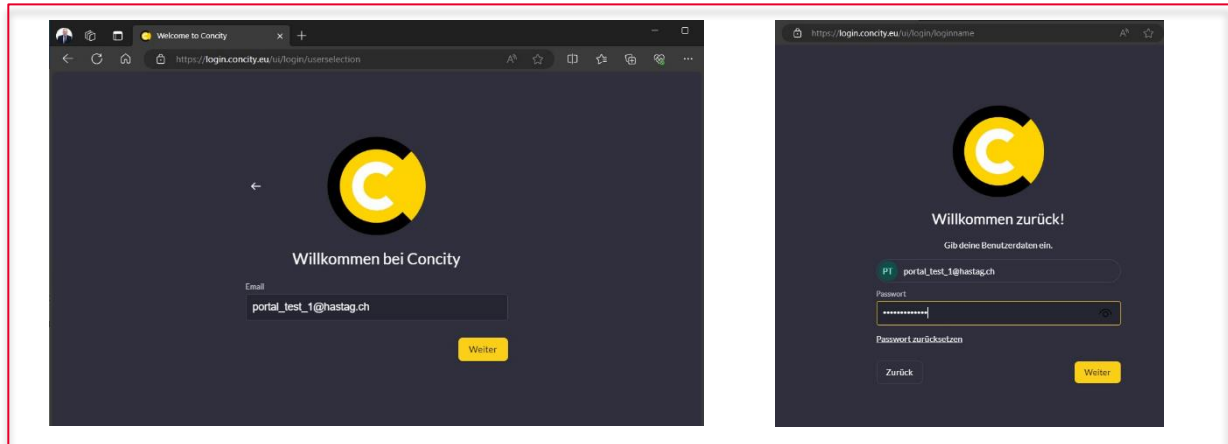 Welcome to Concity
https://login.concity.eu/ui/login/userselection
Willkommen bei Concity
Email
portal_test_1@hastag.ch
Weiter
https://login.concity.eu/ui/login/loginname
Willkommen zurück!
Gib deine Benutzerdaten ein.
PT portal_test_1@hastag.ch
Passwort
•••••••••••••
Passwort zurücksetzen
Zurück Weiter